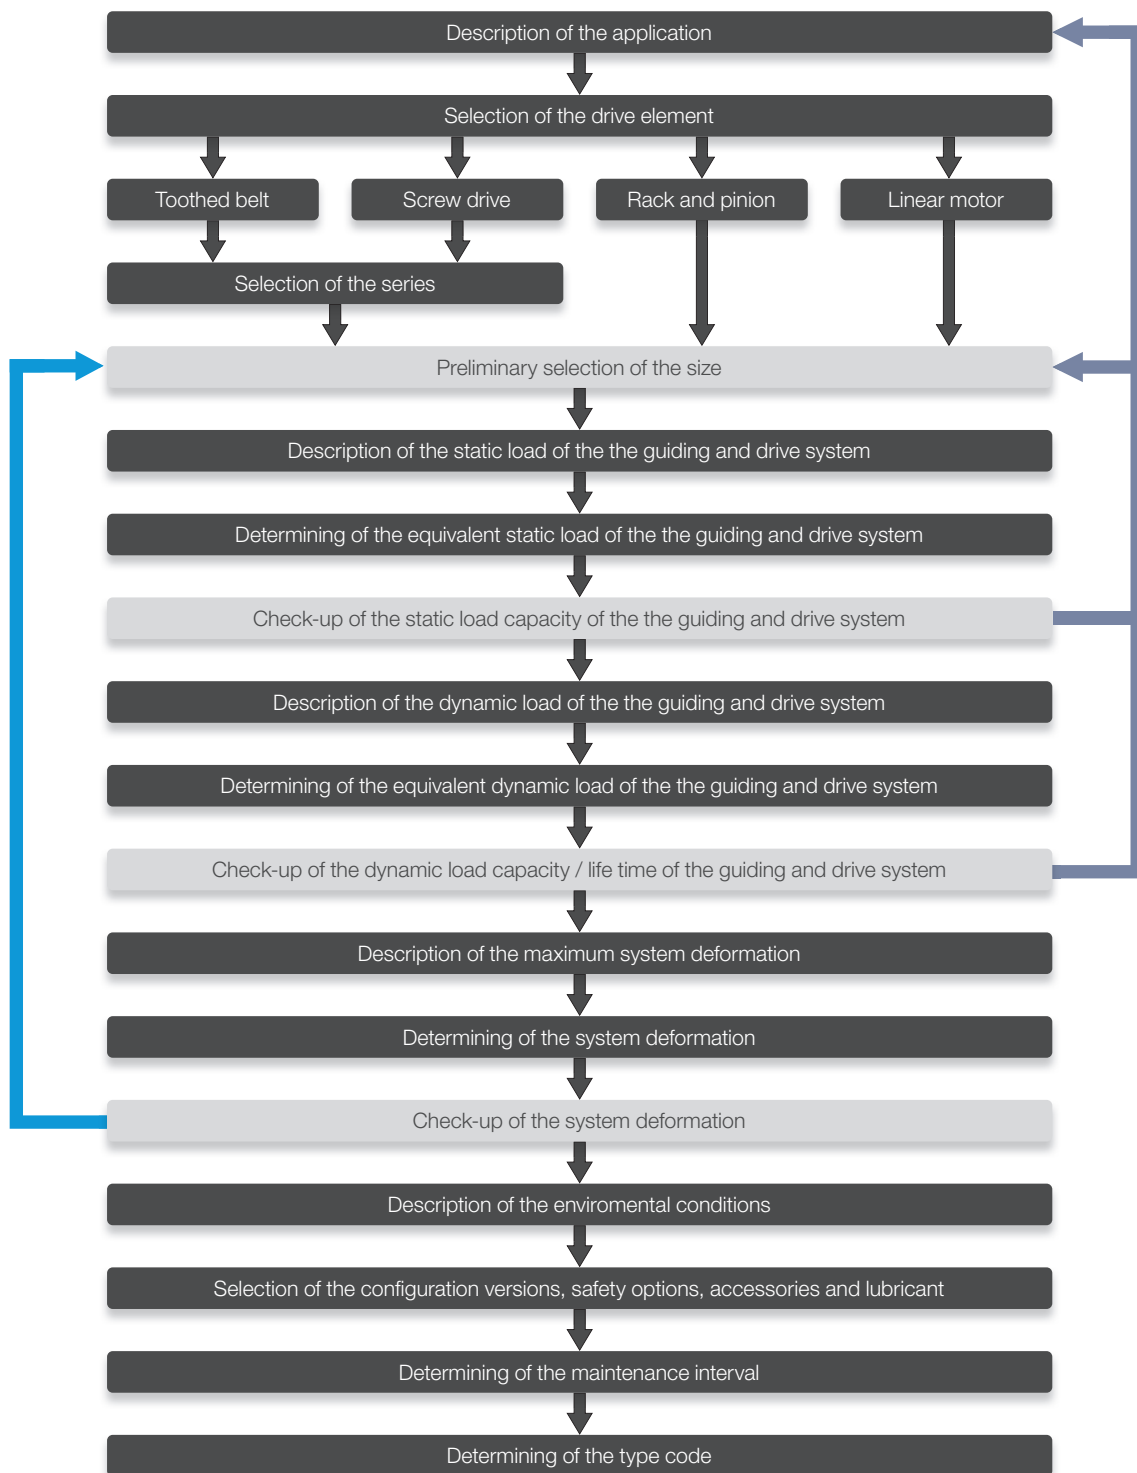 Description of the application
Selection of the drive element
Toothed belt
Screw drive
Rack and pinion
Linear motor
Selection of the series
Preliminary selection of the size
Description of the static load of the the guiding and drive system
Determining of the equivalent static load of the the guiding and drive system
Check-up of the static load capacity of the the guiding and drive system
Description of the dynamic load of the the guiding and drive system
Determining of the equivalent dynamic load of the the guiding and drive system
Check-up of the dynamic load capacity / life time of the guiding and drive system
Description of the maximum system deformation
Determining of the system deformation
Check-up of the system deformation
Description of the enviromental conditions
Selection of the configuration versions, safety options, accessories and lubricant
Determining of the maintenance interval
Determining of the type code